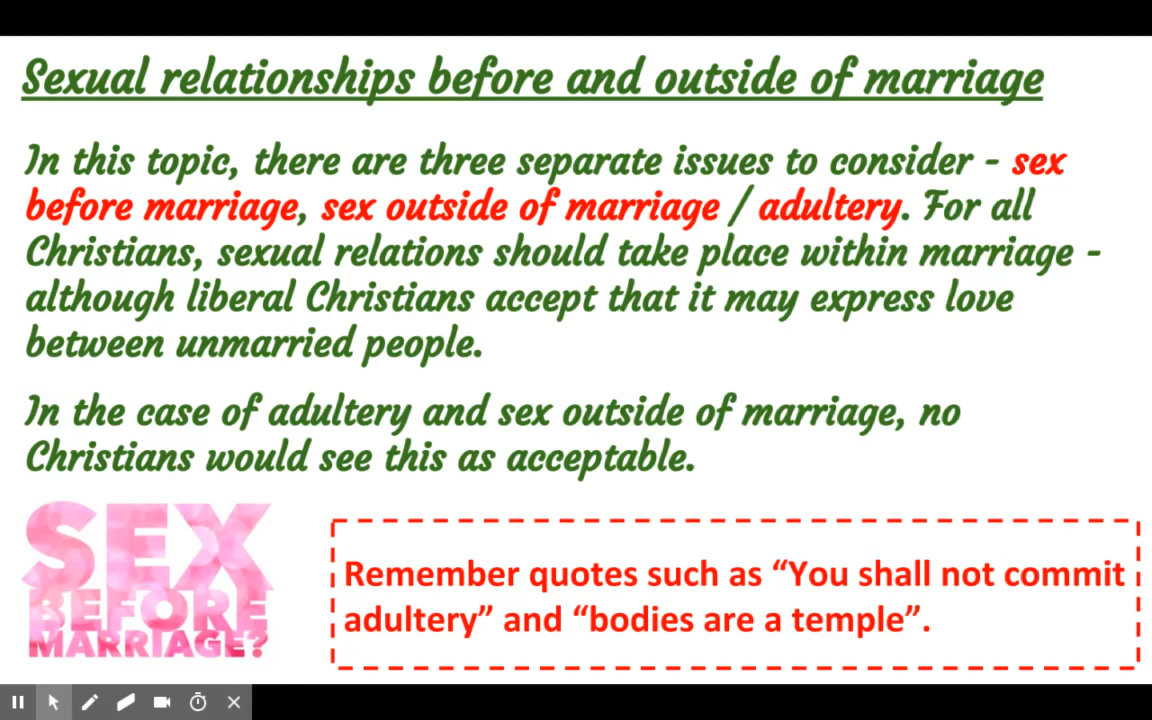 Sexual relationships before and outside of marriage
In this topic, there are three separate issues to consider - sex
before marriage, sex outside of marriage / adultery. For all
Christians, sexual relations should take place within marriage -
although liberal Christians accept that it may express love
between unmarried people.
In the case of adultery and sex outside of marriage, no
Christians would see this as acceptable.
SEX
BEFORE
MARRIAGE?
Remember quotes such as “You shall not commit
adultery” and “bodies are a temple”.